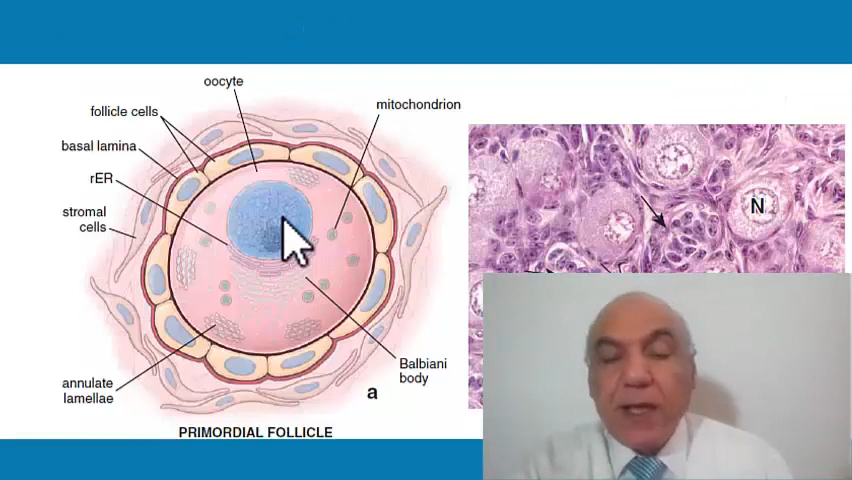 oocyte
mitochondrion
follicle cells
basal lamina
rER
stromal
cells
N
Balbiani
body
annulate
lamellae
a
PRIMORDIAL FOLLICLE